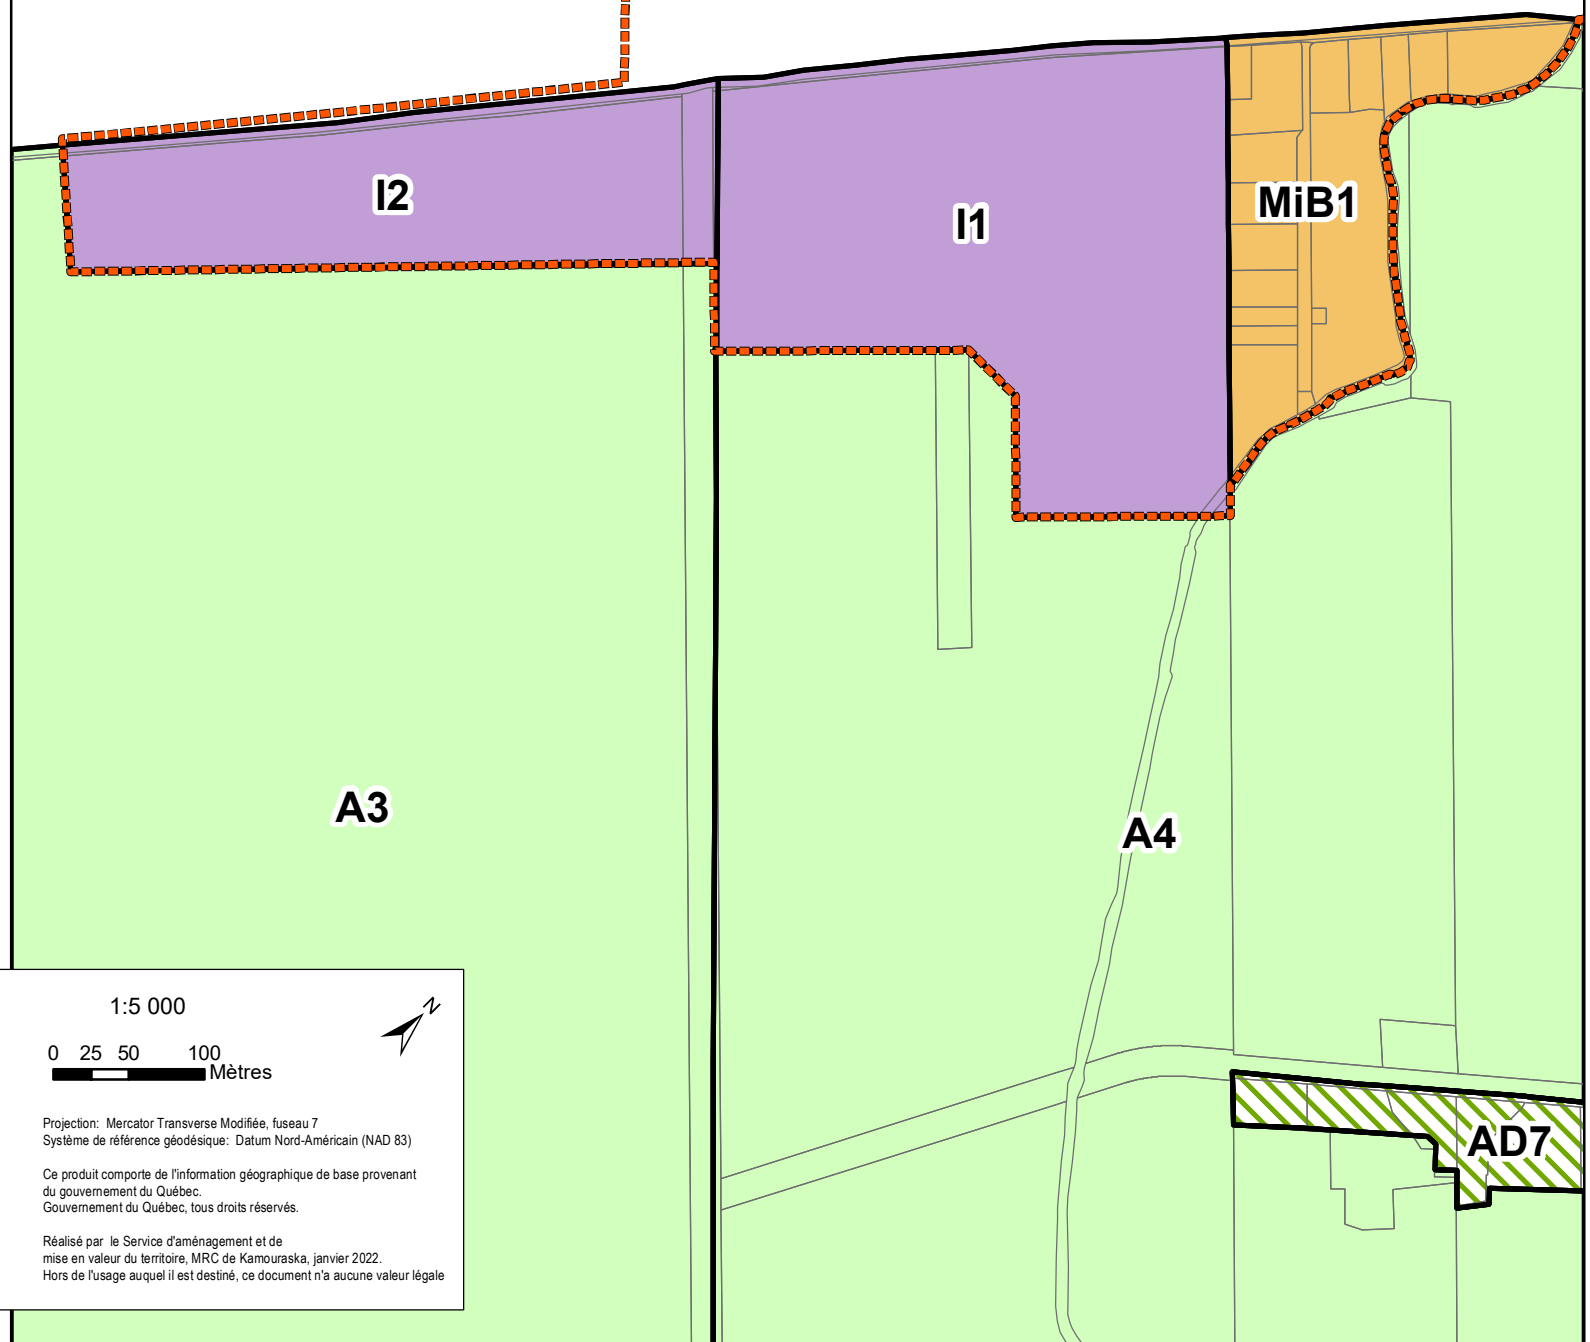 I2
I1
MiB1
A3
A4
AD7
1:5 000
N
0 25 50 100
Mètres
Projection: Mercator Transverse Modifiée, fuseau 7
Système de référence géodésique: Datum Nord-Américain (NAD 83)
Ce produit comporte de l'information géographique de base provenant
du gouvernement du Québec.
Gouvernement du Québec, tous droits réservés.
Réalisé par le Service d'aménagement et de
mise en valeur du territoire, MRC de Kamouraska, janvier 2022.
Hors de l'usage auquel il est destiné, ce document n'a aucune valeur légale